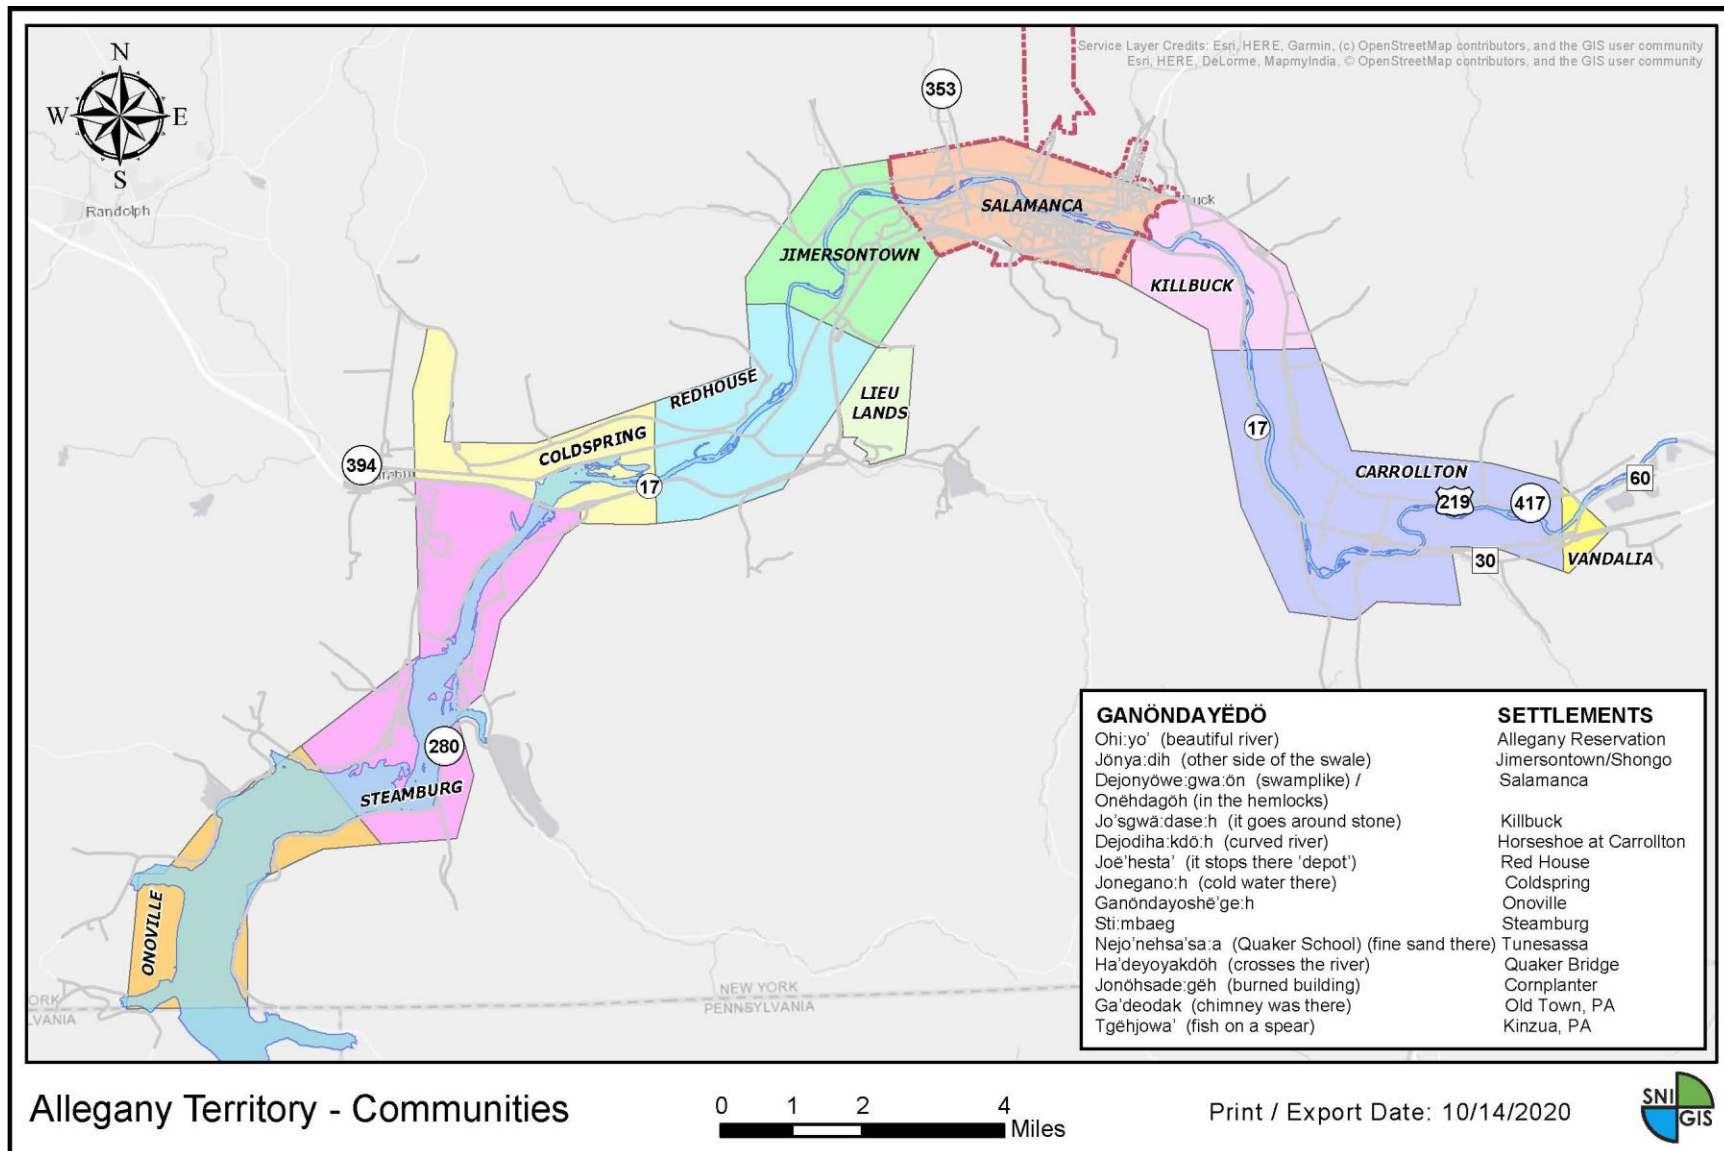 Service Layer Credits: Esri, HERE, Garmin, (c) OpenStreetMap contributors, and the GIS user community
Esri, HERE, DeLorme, MapmyIndia, © OpenStreetMap contributors, and the GIS user community
N
W E
S
353
Randolph
SALAMANCA
JIMERSONTOWN
KILLBUCK
REDHOUSE
LIEU
LANDS
COLDSPRING
394
17
17
CARROLLTON
219
417
60
30
VANDALIA
280
STEAMBURG
ONOVILLE
NEW YORK
PENNSYLVANIA
GANÖNDAYËDÖ SETTLEMENTS
Ohi:yo’ (beautiful river) Allegany Reservation
Jönya:dih (other side of the swale) Jimersontown/Shongo
Dejonyöwe:gwa:ön (swamplike) / Salamanca
Onëhdagöh (in the hemlocks)
Jo’sgwä:dase:h (it goes around stone) Killbuck
Dejodiha:kdö:h (curved river) Horseshoe at Carrollton
Joë’hesta’ (it stops there ‘depot’) Red House
Jonegano:h (cold water there) Coldspring
Ganöndayoshë’ge:h Onoville
Sti:mbaeg Steamburg
Nejo’nehsa’sa:a (Quaker School) (fine sand there) Tunesassa
Ha’deyoyakdöh (crosses the river) Quaker Bridge
Jonöhsade:gëh (burned building) Cornplanter
Ga’deodak (chimney was there) Old Town, PA
Tgëhjowa’ (fish on a spear) Kinzua, PA
Allegany Territory - Communities
0 1 2 4
Miles
Print / Export Date: 10/14/2020
SNI
GIS